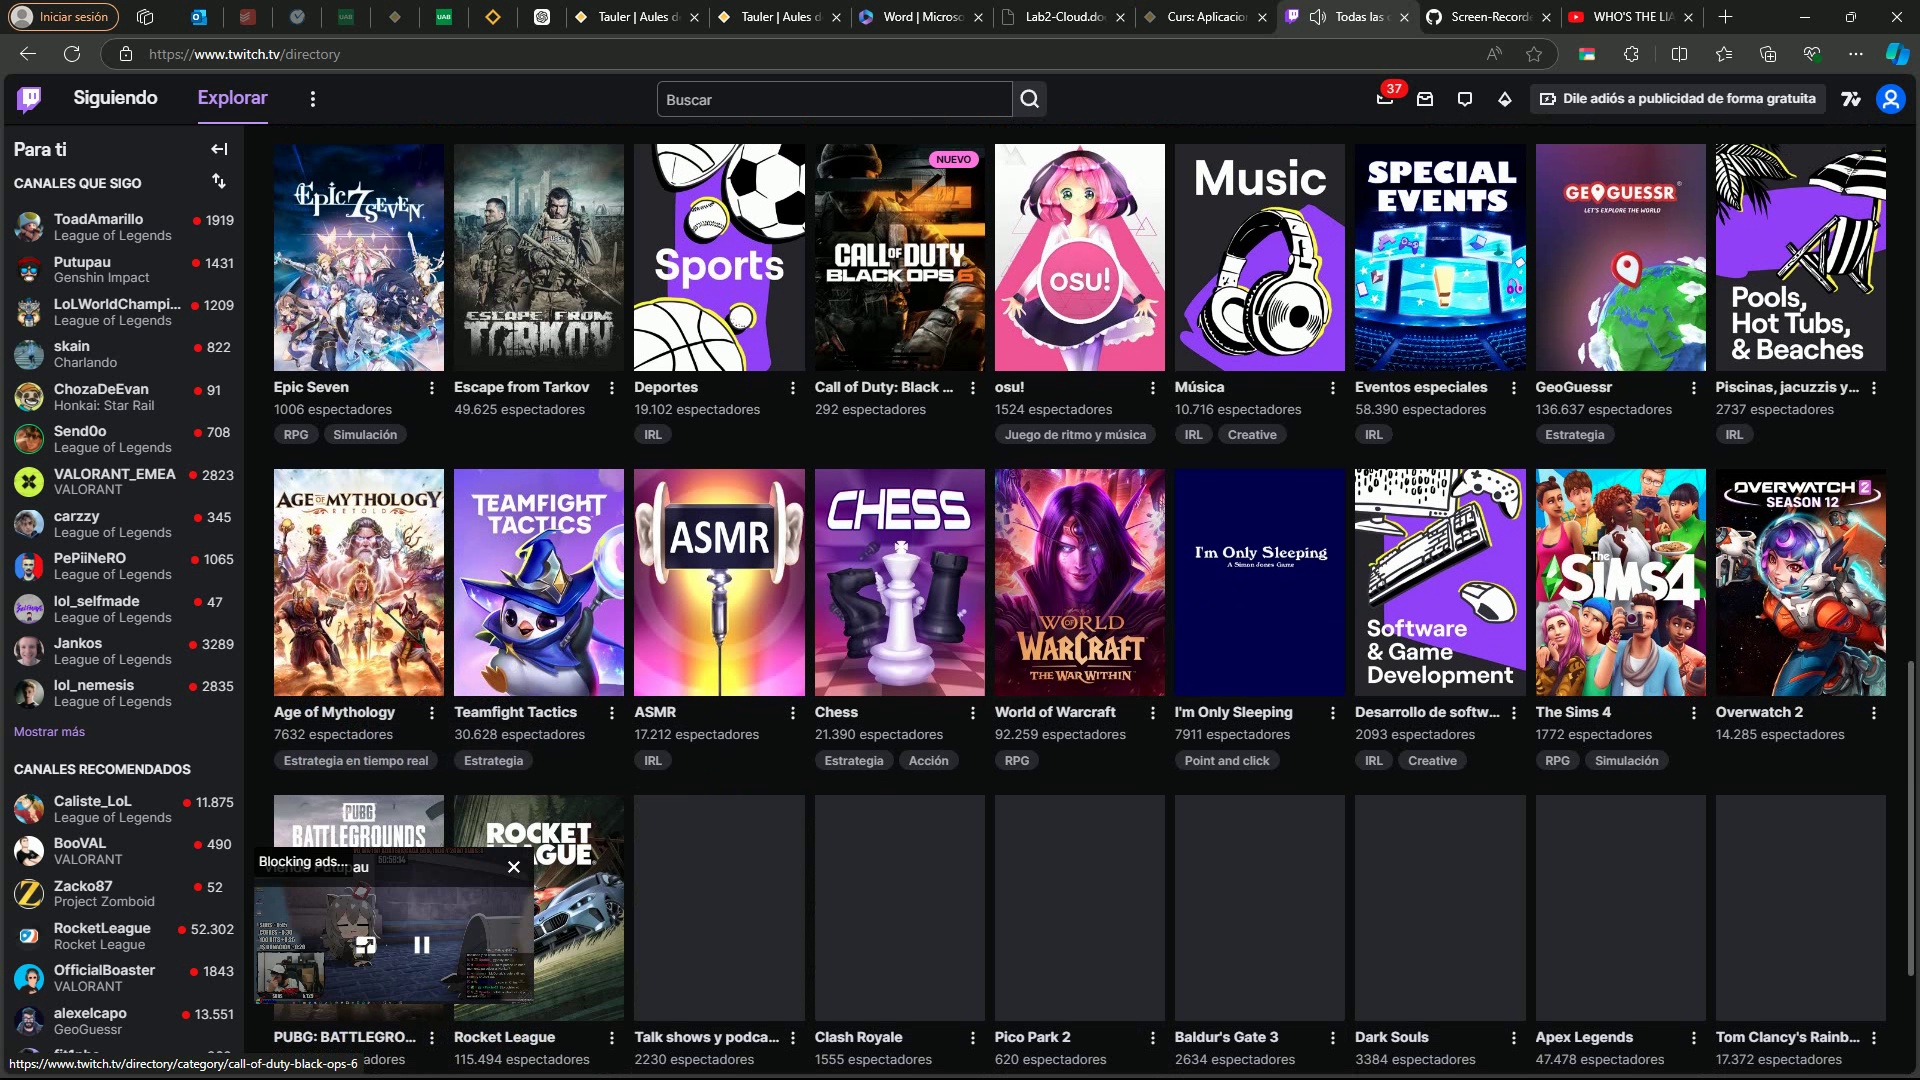 Iniciar sesión
Tauler | Aules de
Tauler | Aules de
Word | Microso
Lab2-Cloud.do
Curs: Aplicacion
Todas las c
Screen-Recorde
WHO'S THE LIA
https://www.twitch.tv/directory
Siguiendo
Explorar
Buscar
37
Dile adiós a publicidad de forma gratuita
Para ti
CANALES QUE SIGO
ToadAmarillo
1919
League of Legends
Putupau
1431
Genshin Impact
LoLWorldChampi...
1209
League of Legends
skain
822
Charlando
ChozaDeEvan
91
Honkai: Star Rail
Send0o
708
League of Legends
VALORANT_EMEA
2823
VALORANT
carzzy
345
League of Legends
PePiiNeRO
1065
League of Legends
lol_selfmade
47
League of Legends
Jankos
3289
League of Legends
lol_nemesis
2835
League of Legends
Mostrar más
CANALES RECOMENDADOS
Caliste_LoL
11.875
League of Legends
BooVAL
490
VALORANT
Zacko87
52
Project Zomboid
RocketLeague
52.302
Rocket League
OfficialBoaster
1843
VALORANT
alexelcapo
13.551
GeoGuessr
https://www.twitch.tv/directory/category/call-of-duty-black-ops-6
Epic Seven
ESCAPE FROM
TARKOV
Sports
NUEVO
CALL OF DUTY
BLACK OPS 6
osu!
Music
SPECIAL
EVENTS
GEOGUESSR
LET'S EXPLORE THE WORLD
Pools,
Hot Tubs,
& Beaches
Epic Seven
1006 espectadores
RPG
Simulación
Escape from Tarkov
49.625 espectadores
Deportes
19.102 espectadores
IRL
Call of Duty: Black ...
292 espectadores
osu!
1524 espectadores
Juego de ritmo y música
Música
10.716 espectadores
IRL
Creative
Eventos especiales
58.390 espectadores
IRL
GeoGuessr
136.637 espectadores
Estrategia
Piscinas, jacuzzis y...
2737 espectadores
IRL
AGE OF MYTHOLOGY
RETOLD
TEAMFIGHT
TACTICS
ASMR
CHESS
WORLD
OF
WARCRAFT
THE WAR WITHIN
I'm Only Sleeping
A Simon Jones Game
Software
& Game
Development
The
SIMS4
OVERWATCH 2
SEASON 12
Age of Mythology
7632 espectadores
Estrategia en tiempo real
Teamfight Tactics
30.628 espectadores
Estrategia
ASMR
17.212 espectadores
IRL
Chess
21.390 espectadores
Estrategia
Acción
World of Warcraft
92.259 espectadores
RPG
I'm Only Sleeping
7911 espectadores
Point and click
Desarrollo de softw...
2093 espectadores
IRL
Creative
The Sims 4
1772 espectadores
RPG
Simulación
Overwatch 2
14.285 espectadores
PUBG
BATTLEGROUNDS
ROCKET
LEAGUE
Blocking ads...
Viendo Putupau
PUBG: BATTLEGRO...
Rocket League
115.494 espectadores
Talk shows y podca...
2230 espectadores
Clash Royale
1555 espectadores
Pico Park 2
620 espectadores
Baldur's Gate 3
2634 espectadores
Dark Souls
3384 espectadores
Apex Legends
47.478 espectadores
Tom Clancy's Rainb...
17.372 espectadores